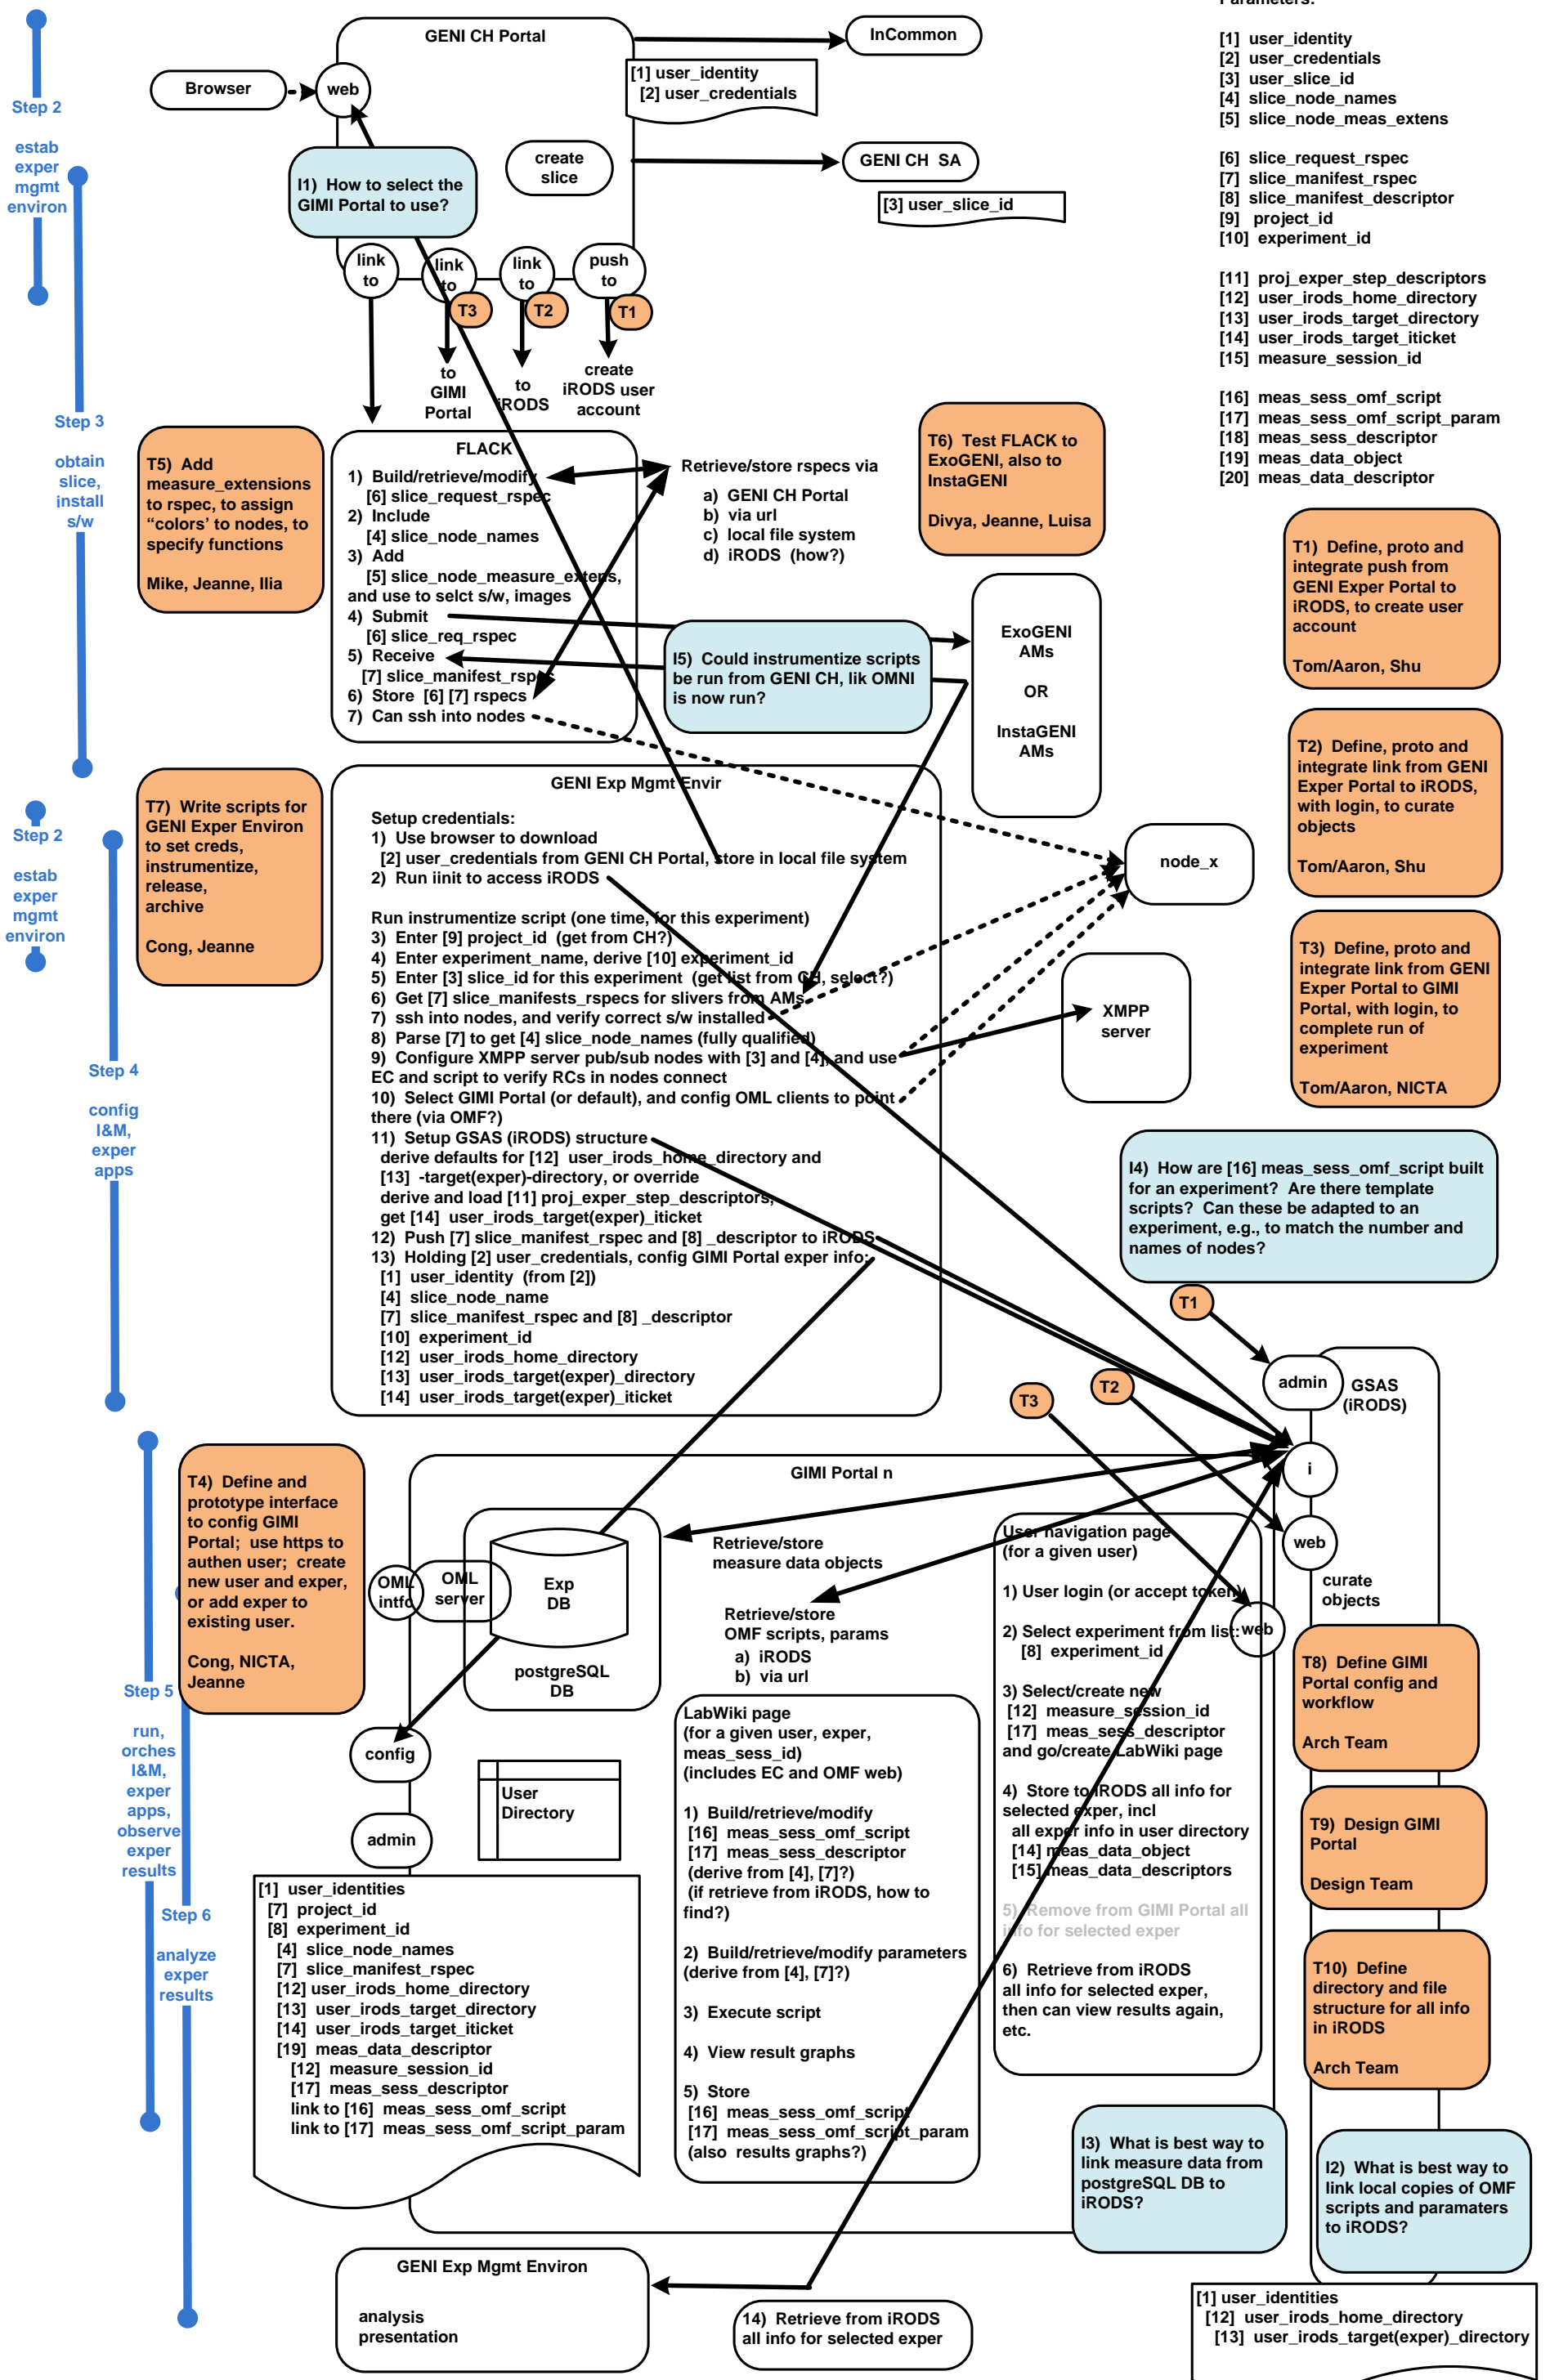 Parameters:
[1] user_identity
[2] user_credentials
[3] user_slice_id
[4] slice_node_names
[5] slice_node_meas_extens
[6] slice_request_rspec
[7] slice_manifest_rspec
[8] slice_manifest_descriptor
[9] project_id
[10] experiment_id
[11] proj_exper_step_descriptors
[12] user_irods_home_directory
[13] user_irods_target_directory
[14] user_irods_target_iticket
[15] measure_session_id
[16] meas_sess_omf_script
[17] meas_sess_omf_script_param
[18] meas_sess_descriptor
[19] meas_data_object
[20] meas_data_descriptor
Step 2
estab
exper
mgmt
environ
GENI CH Portal
InCommon
Browser
web
[1] user_identity
[2] user_credentials
I1) How to select the
GIMI Portal to use?
create
slice
GENI CH SA
[3] user_slice_id
link
to
link
to
link
to
push
to
T3
T2
T1
to
GIMI
Portal
to
iRODS
create
iRODS user
account
Step 3
obtain
slice,
install
s/w
T5) Add
measure_extensions
to rspec, to assign
“colors’ to nodes, to
specify functions
Mike, Jeanne, Ilia
FLACK
1) Build/retrieve/modify
[6] slice_request_rspec
2) Include
[4] slice_node_names
3) Add
[5] slice_node_measure_extens,
and use to selct s/w, images
4) Submit
[6] slice_req_rspec
5) Receive
[7] slice_manifest_rspec
6) Store [6] [7] rspecs
7) Can ssh into nodes
Retrieve/store rspecs via
a) GENI CH Portal
b) via url
c) local file system
d) iRODS (how?)
T6) Test FLACK to
ExoGENI, also to
InstaGENI
Divya, Jeanne, Luisa
I5) Could instrumentize scripts
be run from GENI CH, lik OMNI
is now run?
ExoGENI
AMs
OR
InstaGENI
AMs
T1) Define, proto and
integrate push from
GENI Exper Portal to
iRODS, to create user
account
Tom/Aaron, Shu
T2) Define, proto and
integrate link from GENI
Exper Portal to iRODS,
with login, to curate
objects
Tom/Aaron, Shu
T3) Define, proto and
integrate link from GENI
Exper Portal to GIMI
Portal, with login, to
complete run of
experiment
Tom/Aaron, NICTA
Step 2
estab
exper
mgmt
environ
Step 4
config
I&M,
exper
apps
T7) Write scripts for
GENI Exper Environ
to set creds,
instrumentize,
release,
archive
Cong, Jeanne
GENI Exp Mgmt Envir
Setup credentials:
1) Use browser to download
[2] user_credentials from GENI CH Portal, store in local file system
2) Run iinit to access iRODS
Run instrumentize script (one time, for this experiment)
3) Enter [9] project_id (get from CH?)
4) Enter experiment_name, derive [10] experiment_id
5) Enter [3] slice_id for this experiment (get list from CH, select?)
6) Get [7] slice_manifests_rspecs for slivers from AMs
7) ssh into nodes, and verify correct s/w installed
8) Parse [7] to get [4] slice_node_names (fully qualified)
9) Configure XMPP server pub/sub nodes with [3] and [4], and use
EC and script to verify RCs in nodes connect
10) Select GIMI Portal (or default), and config OML clients to point
there (via OMF?)
11) Setup GSAS (iRODS) structure
derive defaults for [12] user_irods_home_directory and
[13] -target(exper)-directory, or override
derive and load [11] proj_exper_step_descriptors,
get [14] user_irods_target(exper)_iticket
12) Push [7] slice_manifest_rspec and [8] _descriptor to iRODS
13) Holding [2] user_credentials, config GIMI Portal exper info:
[1] user_identity (from [2])
[4] slice_node_name
[7] slice_manifest_rspec and [8] _descriptor
[10] experiment_id
[12] user_irods_home_directory
[13] user_irods_target(exper)_directory
[14] user_irods_target(exper)_iticket
node_x
XMPP
server
I4) How are [16] meas_sess_omf_script built
for an experiment? Are there template
scripts? Can these be adapted to an
experiment, e.g., to match the number and
names of nodes?
T1
T2
T3
admin
GSAS
(iRODS)
i
web
curate
objects
Step 5
run,
orches
I&M,
exper
apps,
observe
exper
results
Step 6
analyze
exper
results
T4) Define and
prototype interface
to config GIMI
Portal; use https to
authen user; create
new user and exper,
or add exper to
existing user.
Cong, NICTA,
Jeanne
GIMI Portal n
OML
intfc
OML
server
Exp
DB
postgreSQL
DB
config
admin
User
Directory
Retrieve/store
measure data objects
Retrieve/store
OMF scripts, params
a) iRODS
b) via url
LabWiki page
(for a given user, exper,
meas_sess_id)
(includes EC and OMF web)
1) Build/retrieve/modify
[16] meas_sess_omf_script
[17] meas_sess_descriptor
(derive from [4], [7]?)
(if retrieve from iRODS, how to
find?)
2) Build/retrieve/modify parameters
(derive from [4], [7]?)
3) Execute script
4) View result graphs
5) Store
[16] meas_sess_omf_script
[17] meas_sess_omf_script_param
(also results graphs?)
User navigation page
(for a given user)
1) User login (or accept token)
2) Select experiment from list:
[8] experiment_id
3) Select/create new
[12] measure_session_id
[17] meas_sess_descriptor
and go/create LabWiki page
4) Store to iRODS all info for
selected exper, incl
all exper info in user directory
[14] meas_data_object
[15] meas_data_descriptors
5) Remove from GIMI Portal all
info for selected exper
6) Retrieve from iRODS
all info for selected exper,
then can view results again,
etc.
web
T8) Define GIMI
Portal config and
workflow
Arch Team
T9) Design GIMI
Portal
Design Team
T10) Define
directory and file
structure for all info
in iRODS
Arch Team
[1] user_identities
[7] project_id
[8] experiment_id
[4] slice_node_names
[7] slice_manifest_rspec
[12] user_irods_home_directory
[13] user_irods_target_directory
[14] user_irods_target_iticket
[19] meas_data_descriptor
[12] measure_session_id
[17] meas_sess_descriptor
link to [16] meas_sess_omf_script
link to [17] meas_sess_omf_script_param
I3) What is best way to
link measure data from
postgreSQL DB to
iRODS?
I2) What is best way to
link local copies of OMF
scripts and paramaters
to iRODS?
GENI Exp Mgmt Environ
analysis
presentation
14) Retrieve from iRODS
all info for selected exper
[1] user_identities
[12] user_irods_home_directory
[13] user_irods_target(exper)_directory